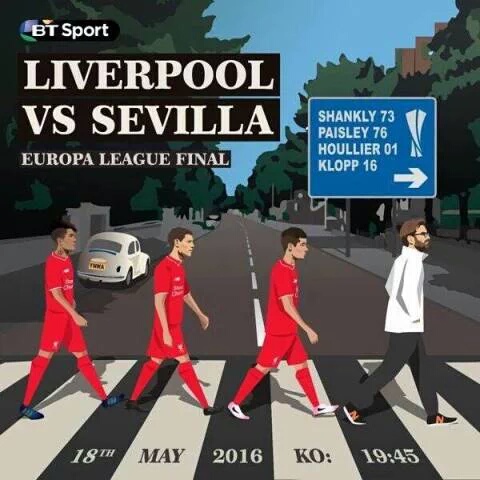 BT Sport
LIVERPOOL
VS SEVILLA
EUROPA LEAGUE FINAL
SHANKLY 73
PAISLEY 76
HOULLIER 01
KLOPP 16
YNWA
18TH MAY 2016 KO: 19:45